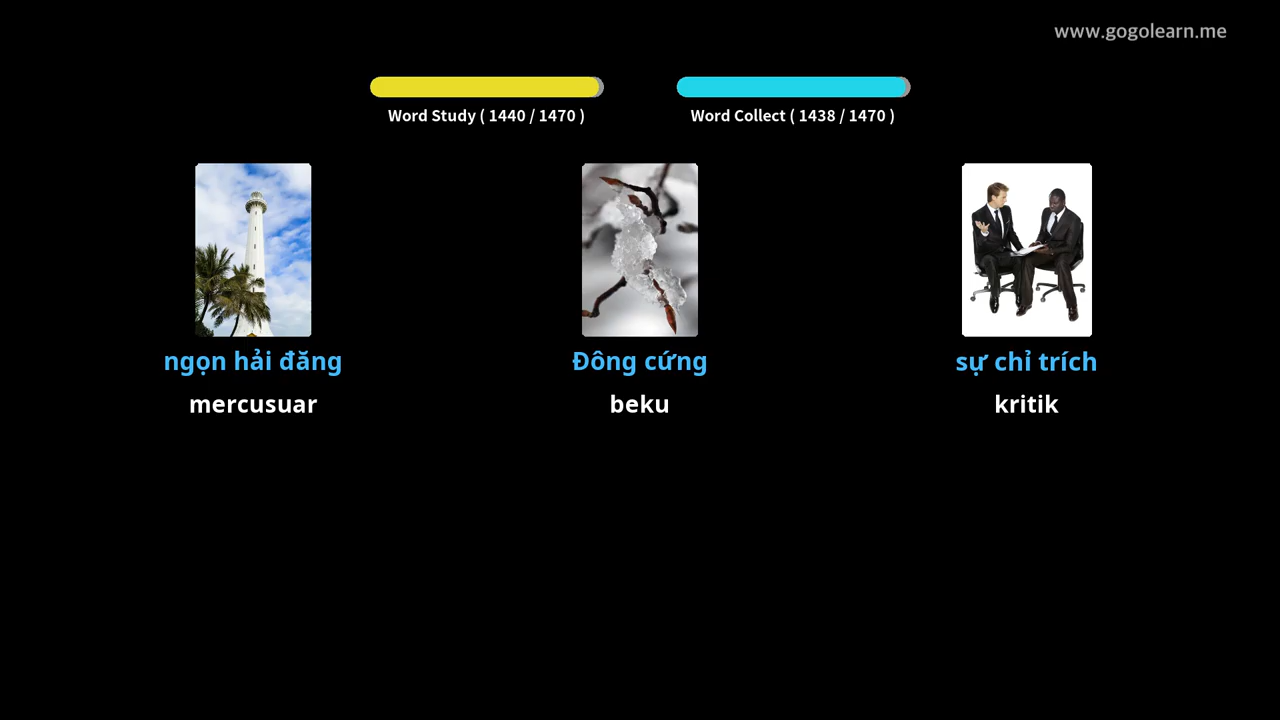 www.gogolearn.me
Word Study ( 1440 / 1470 )
Word Collect ( 1438 / 1470 )
ngọn hải đăng
Đông cứng
sự chỉ trích
mercusuar
beku
kritik